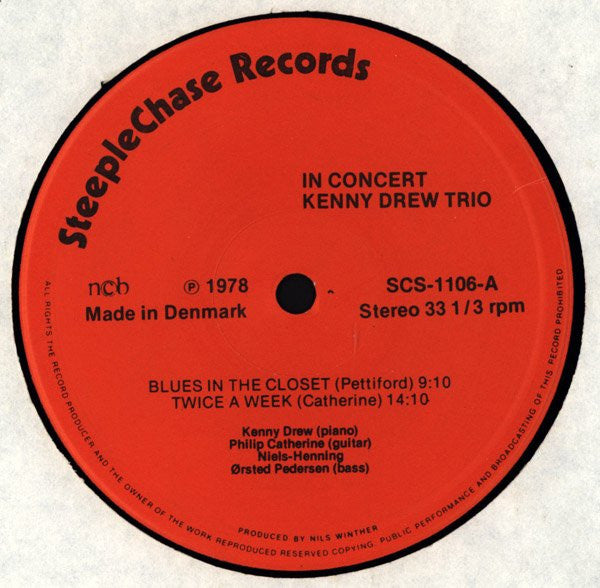 SteepleChase Records
IN CONCERT
KENNY DREW TRIO
ncb
℗ 1978
SCS-1106-A
Made in Denmark
Stereo 33 1/3 rpm
BLUES IN THE CLOSET (Pettiford) 9:10
TWICE A WEEK (Catherine) 14:10
Kenny Drew (piano)
Philip Catherine (guitar)
Niels-Henning
Ørsted Pedersen (bass)
PRODUCED BY NILS WINTHER
ALL RIGHTS THE RECORD PRODUCER AND THE OWNER OF THE WORK REPRODUCED RESERVED COPYING, PUBLIC PERFORMANCE AND BROADCASTING OF THIS RECORD PROHIBITED